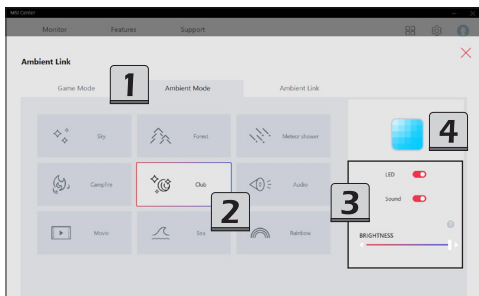 MSI Center
Monitor Features Support
Ambient Link
Game Mode Ambient Mode Ambient Link
1
4
Sky Forest Meteor shower
LED
Campfire Club Audio
3
Sound
2
Movie Sea Rainbow
BRIGHTNESS